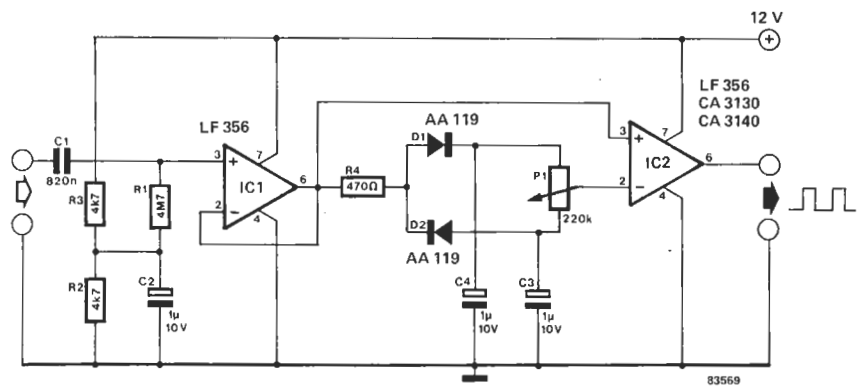 12 V
+
LF 356
CA 3130
CA 3140
C1
820n
LF 356
AA 119
D1
3
+
7
IC1
6
2
−
4
R4
470Ω
P1
220k
3
+
7
IC2
6
2
−
4
R3
4k7
R1
4M7
D2
AA 119
R2
4k7
C2
1µ
10V
C4
1µ
10V
C3
1µ
10V
83569